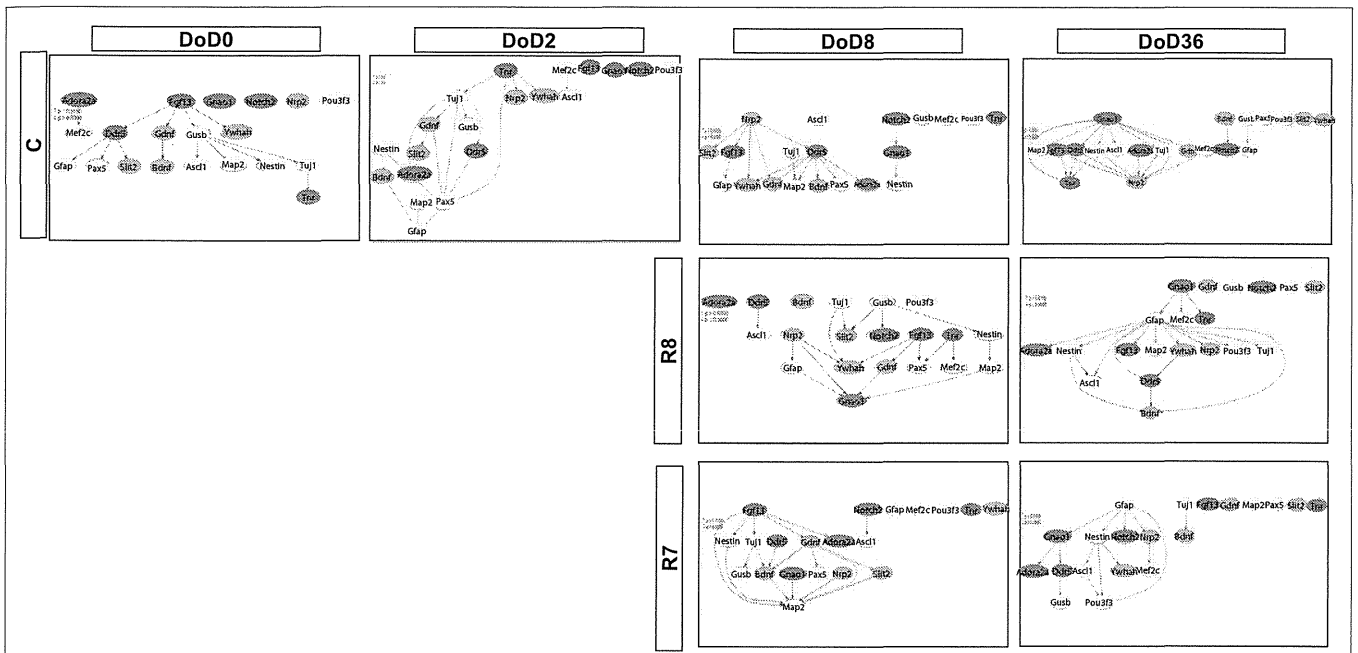 DoD0 DoD2 DoD8 DoD36
C
Adora2a Fgf13 Gnao1 Notch2 Nrp2 Pou3f3
Mef2c Ddr5 Gdnf Gusb Ywhah
Gfap Pax5 Slit2 Bdnf Ascl1 Map2 Nestin Tuj1
Tnr
Tnr Mef2c Fgf13 Gnao1 Notch2 Pou3f3
Tuj1 Nrp2 Ywhah Ascl1
Gdnf Gusb
Nestin Slit2 Ddr5
Bdnf Adora2a
Map2 Pax5
Gfap
Nrp2 Ascl1 Notch2 Gusb Mef2c Pou3f3 Tnr
Slit2 Fgf13 Tuj1 Ddr5 Gnao1
Gfap Ywhah Gdnf Map2 Bdnf Pax5 Adora2a Nestin
Gusb Pax5 Pou3f3 Slit2 Ywhah
Map2 Fgf13 Nestin Ascl1 Adora2a Tuj1 Gdnf Mef2c Notch2 Gfap
Tnr Nrp2
R8
Adora2a Ddr5 Bdnf Tuj1 Gusb Pou3f3
Ascl1 Nrp2 Slit2 Notch2 Fgf13 Tnr Nestin
Gfap Ywhah Gdnf Pax5 Mef2c Map2
Gnao1
Gnao1 Gdnf Gusb Notch2 Pax5 Slit2
Gfap Mef2c Tnr
Adora2a Nestin Fgf13 Map2 Ywhah Nrp2 Pou3f3 Tuj1
Ascl1 Ddr5
Bdnf
R7
Fgf13 Notch2 Gfap Mef2c Pou3f3 Tnr Ywhah
Nestin Tuj1 Ddr5 Gdnf Adora2a Ascl1
Gusb Bdnf Gnao1 Pax5 Nrp2 Slit2
Map2
Gfap Tuj1 Fgf13 Gdnf Map2 Pax5 Slit2 Tnr
Gnao1 Nestin Notch2 Nrp2 Bdnf
Adora2a Ddr5 Ascl1 Ywhah Mef2c
Gusb Pou3f3